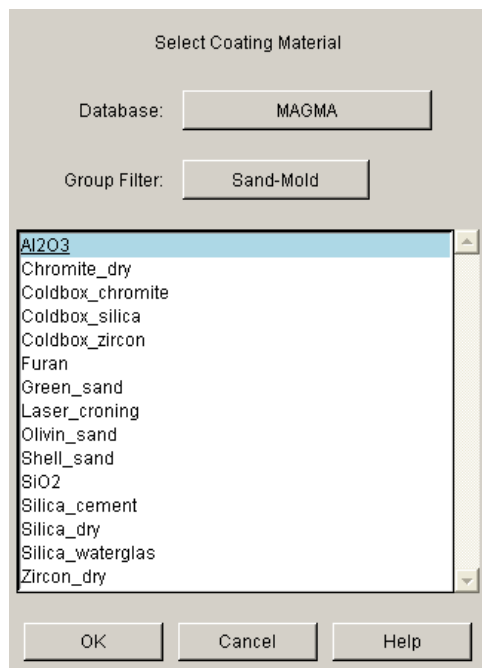 Select Coating Material
Database: MAGMA
Group Filter: Sand-Mold
Al2O3
Chromite_dry
Coldbox_chromite
Coldbox_silica
Coldbox_zircon
Furan
Green_sand
Laser_croning
Olivin_sand
Shell_sand
SiO2
Silica_cement
Silica_dry
Silica_waterglas
Zircon_dry
OK Cancel Help